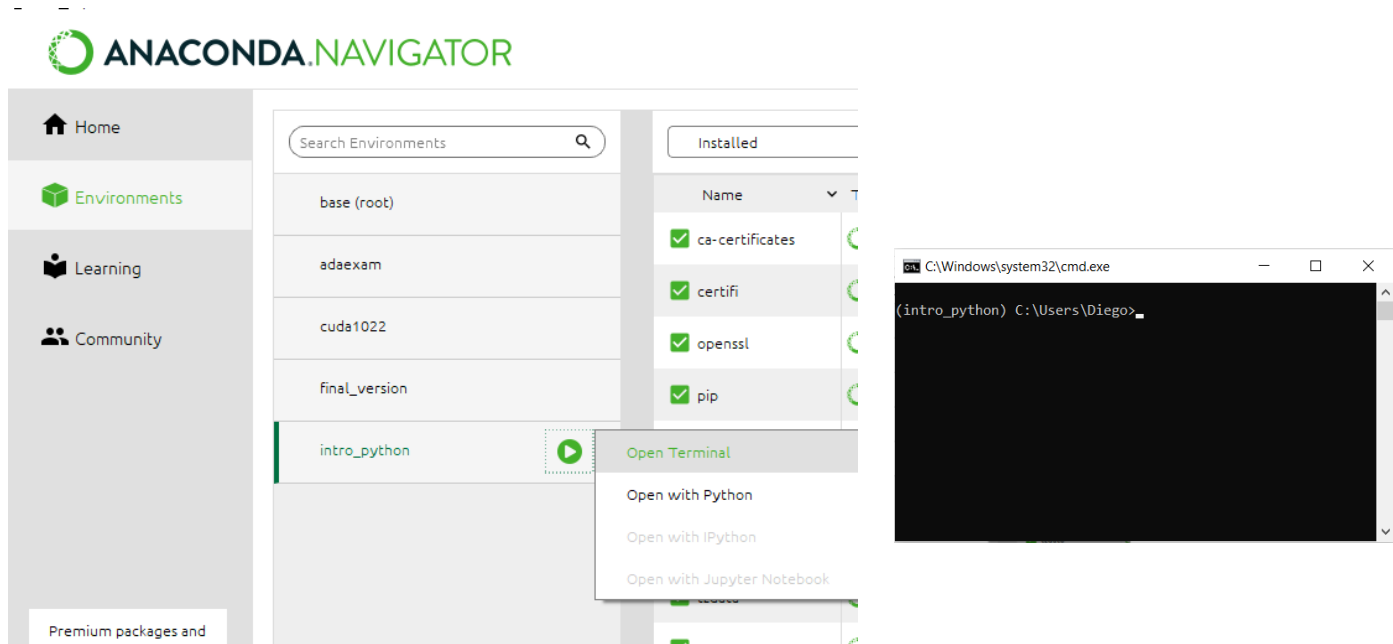 ANACONDA.NAVIGATOR
Home
Environments
Learning
Community
Premium packages and
Search Environments
base (root)
adaexam
cuda1022
final_version
intro_python
Installed
Name
T
ca-certificates
certifi
openssl
pip
Open Terminal
Open with Python
Open with IPython
Open with Jupyter Notebook
C:\Windows\system32\cmd.exe
(intro_python) C:\Users\Diego>